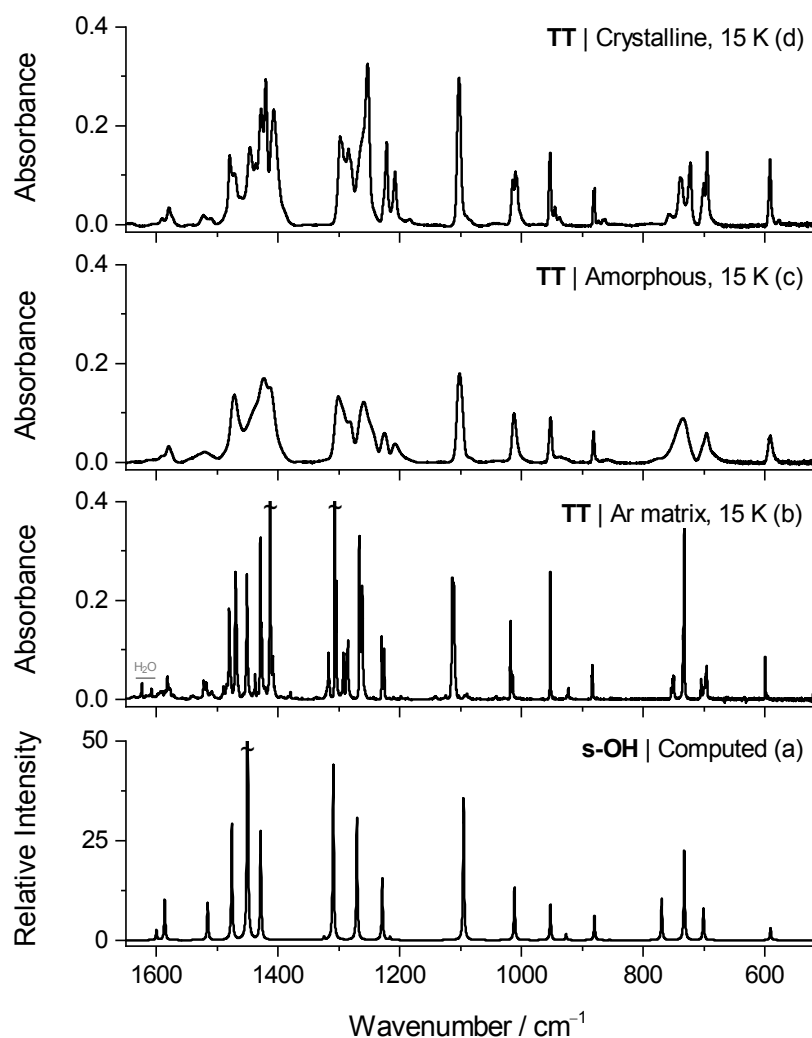 0.4
TT | Crystalline, 15 K (d)
Absorbance
0.2
0.0
0.4
TT | Amorphous, 15 K (c)
Absorbance
0.2
0.0
0.4
~ ~
TT | Ar matrix, 15 K (b)
Absorbance
0.2
H₂O
0.0
50
~
s-OH | Computed (a)
Relative Intensity
25
0
1600 1400 1200 1000 800 600
Wavenumber / cm⁻¹